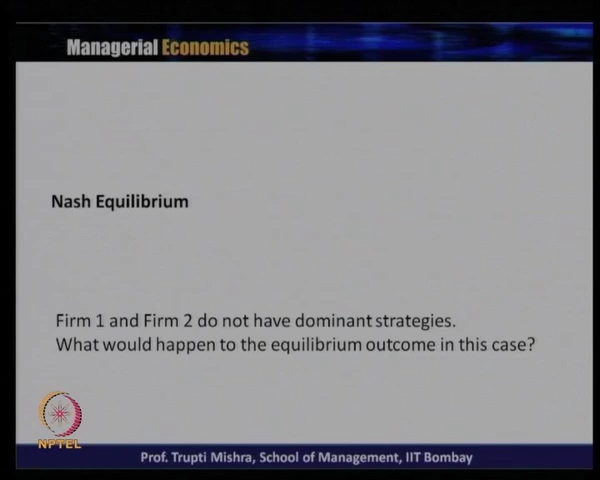 Managerial Economics
Nash Equilibrium
Firm 1 and Firm 2 do not have dominant strategies.
What would happen to the equilibrium outcome in this case?
NPTEL
Prof. Trupti Mishra, School of Management, IIT Bombay